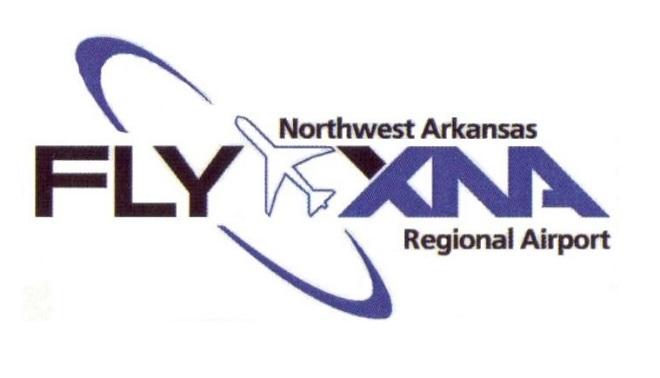 Northwest Arkansas
FLY XNA
Regional Airport